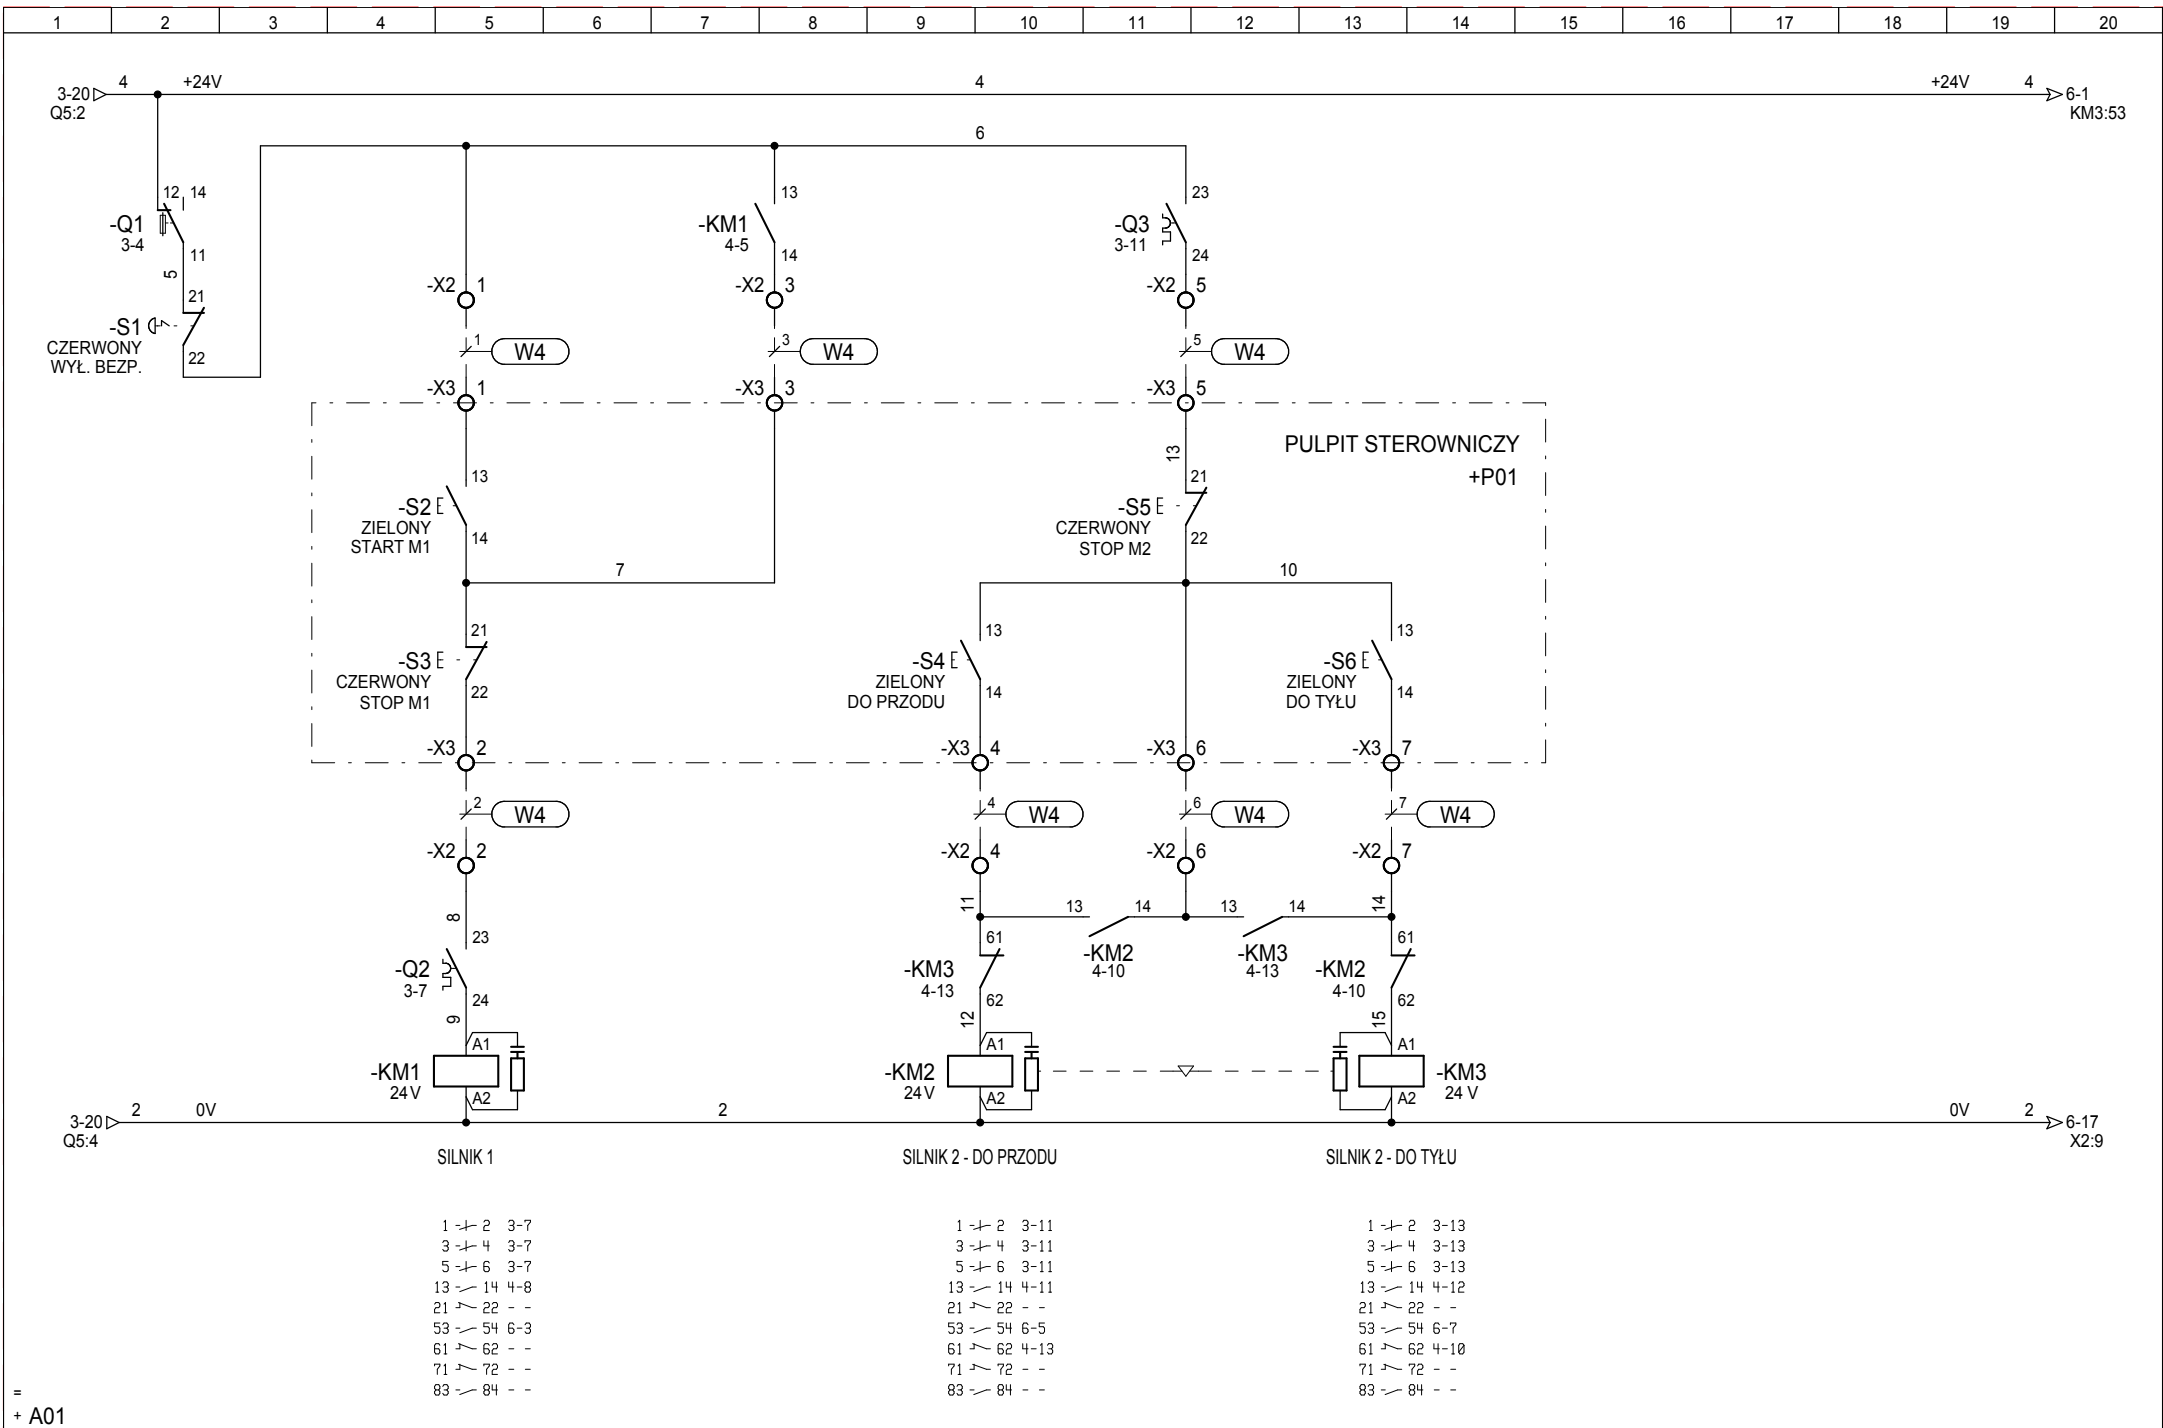 1 2 3 4 5 6 7 8 9 10 11 12 13 14 15 16 17 18 19 20
3-20 4 +24V 4 +24V 4 6-1
Q5:2 KM3:53
6
12 14 13 23
-Q1 -KM1 -Q3
3-4 4-5 3-11
11 14 24
5
-X2 1 -X2 3 -X2 5
21
-S1
CZERWONY
WYŁ. BEZP.
22
1 W4 3 W4 5 W4
-X3 1 -X3 3 -X3 5
PULPIT STEROWNICZY
+P01
13
13 21
-S2 -S5
ZIELONY CZERWONY
START M1 STOP M2
14 22
7 10
21 13 13
-S3 -S4 -S6
CZERWONY ZIELONY ZIELONY
STOP M1 DO PRZODU DO TYŁU
22 14 14
-X3 2 -X3 4 -X3 6 -X3 7
2 W4 4 W4 6 W4 7 W4
-X2 2 -X2 4 -X2 6 -X2 7
8 11 13 14 13 14 14
23 61 61
-Q2 -KM3 -KM2 -KM3 -KM2
3-7 4-13 4-10 4-13 4-10
24 62 62
9 12 15
A1 A1 A1
-KM1 -KM2 -KM3
24 V 24 V 24 V
A2 A2 A2
3-20 2 0V 2 0V 2 6-17
Q5:4 X2:9
SILNIK 1 SILNIK 2 - DO PRZODU SILNIK 2 - DO TYŁU
1 2 3-7 1 2 3-11 1 2 3-13
3 4 3-7 3 4 3-11 3 4 3-13
5 6 3-7 5 6 3-11 5 6 3-13
13 14 4-8 13 14 4-11 13 14 4-12
21 22 - - 21 22 - - 21 22 - -
53 54 6-3 53 54 6-5 53 54 6-7
61 62 - - 61 62 4-13 61 62 4-10
71 72 - - 71 72 - - 71 72 - -
83 84 - - 83 84 - - 83 84 - -
=
+ A01